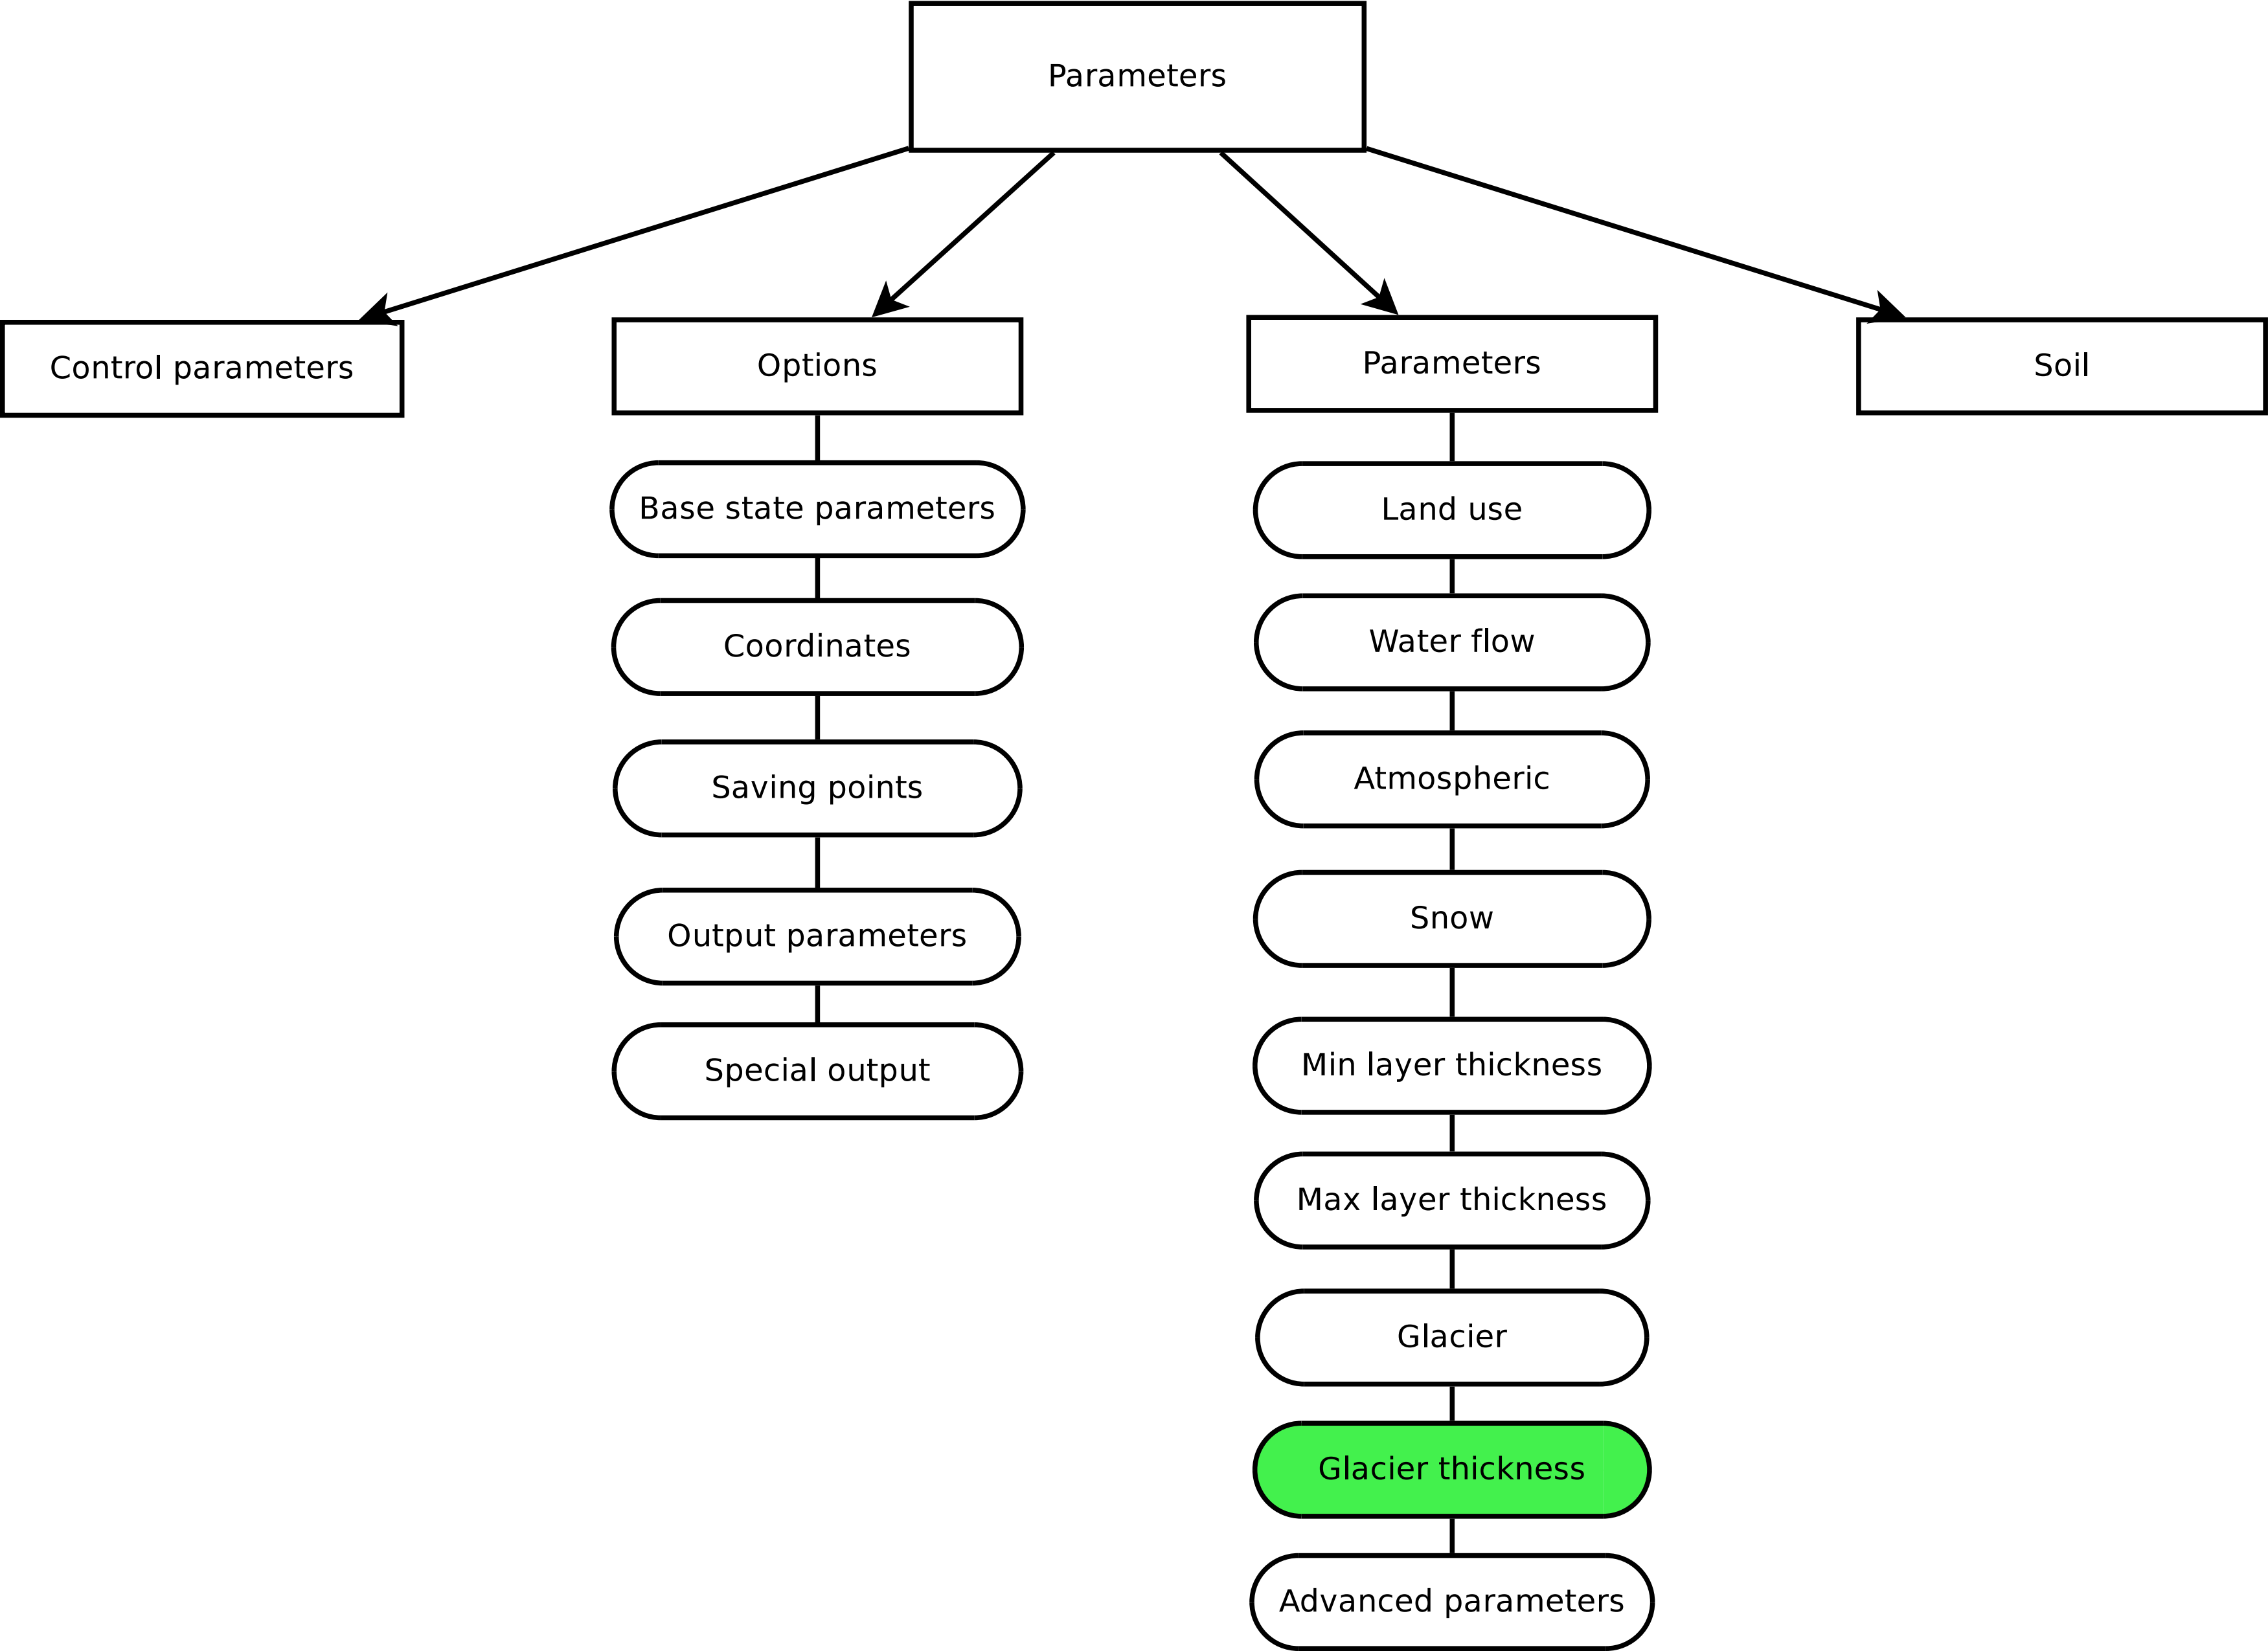 Parameters
Control parameters
Options
Parameters
Soil
Base state parameters
Coordinates
Saving points
Output parameters
Special output
Land use
Water flow
Atmospheric
Snow
Min layer thickness
Max layer thickness
Glacier
Glacier thickness
Advanced parameters